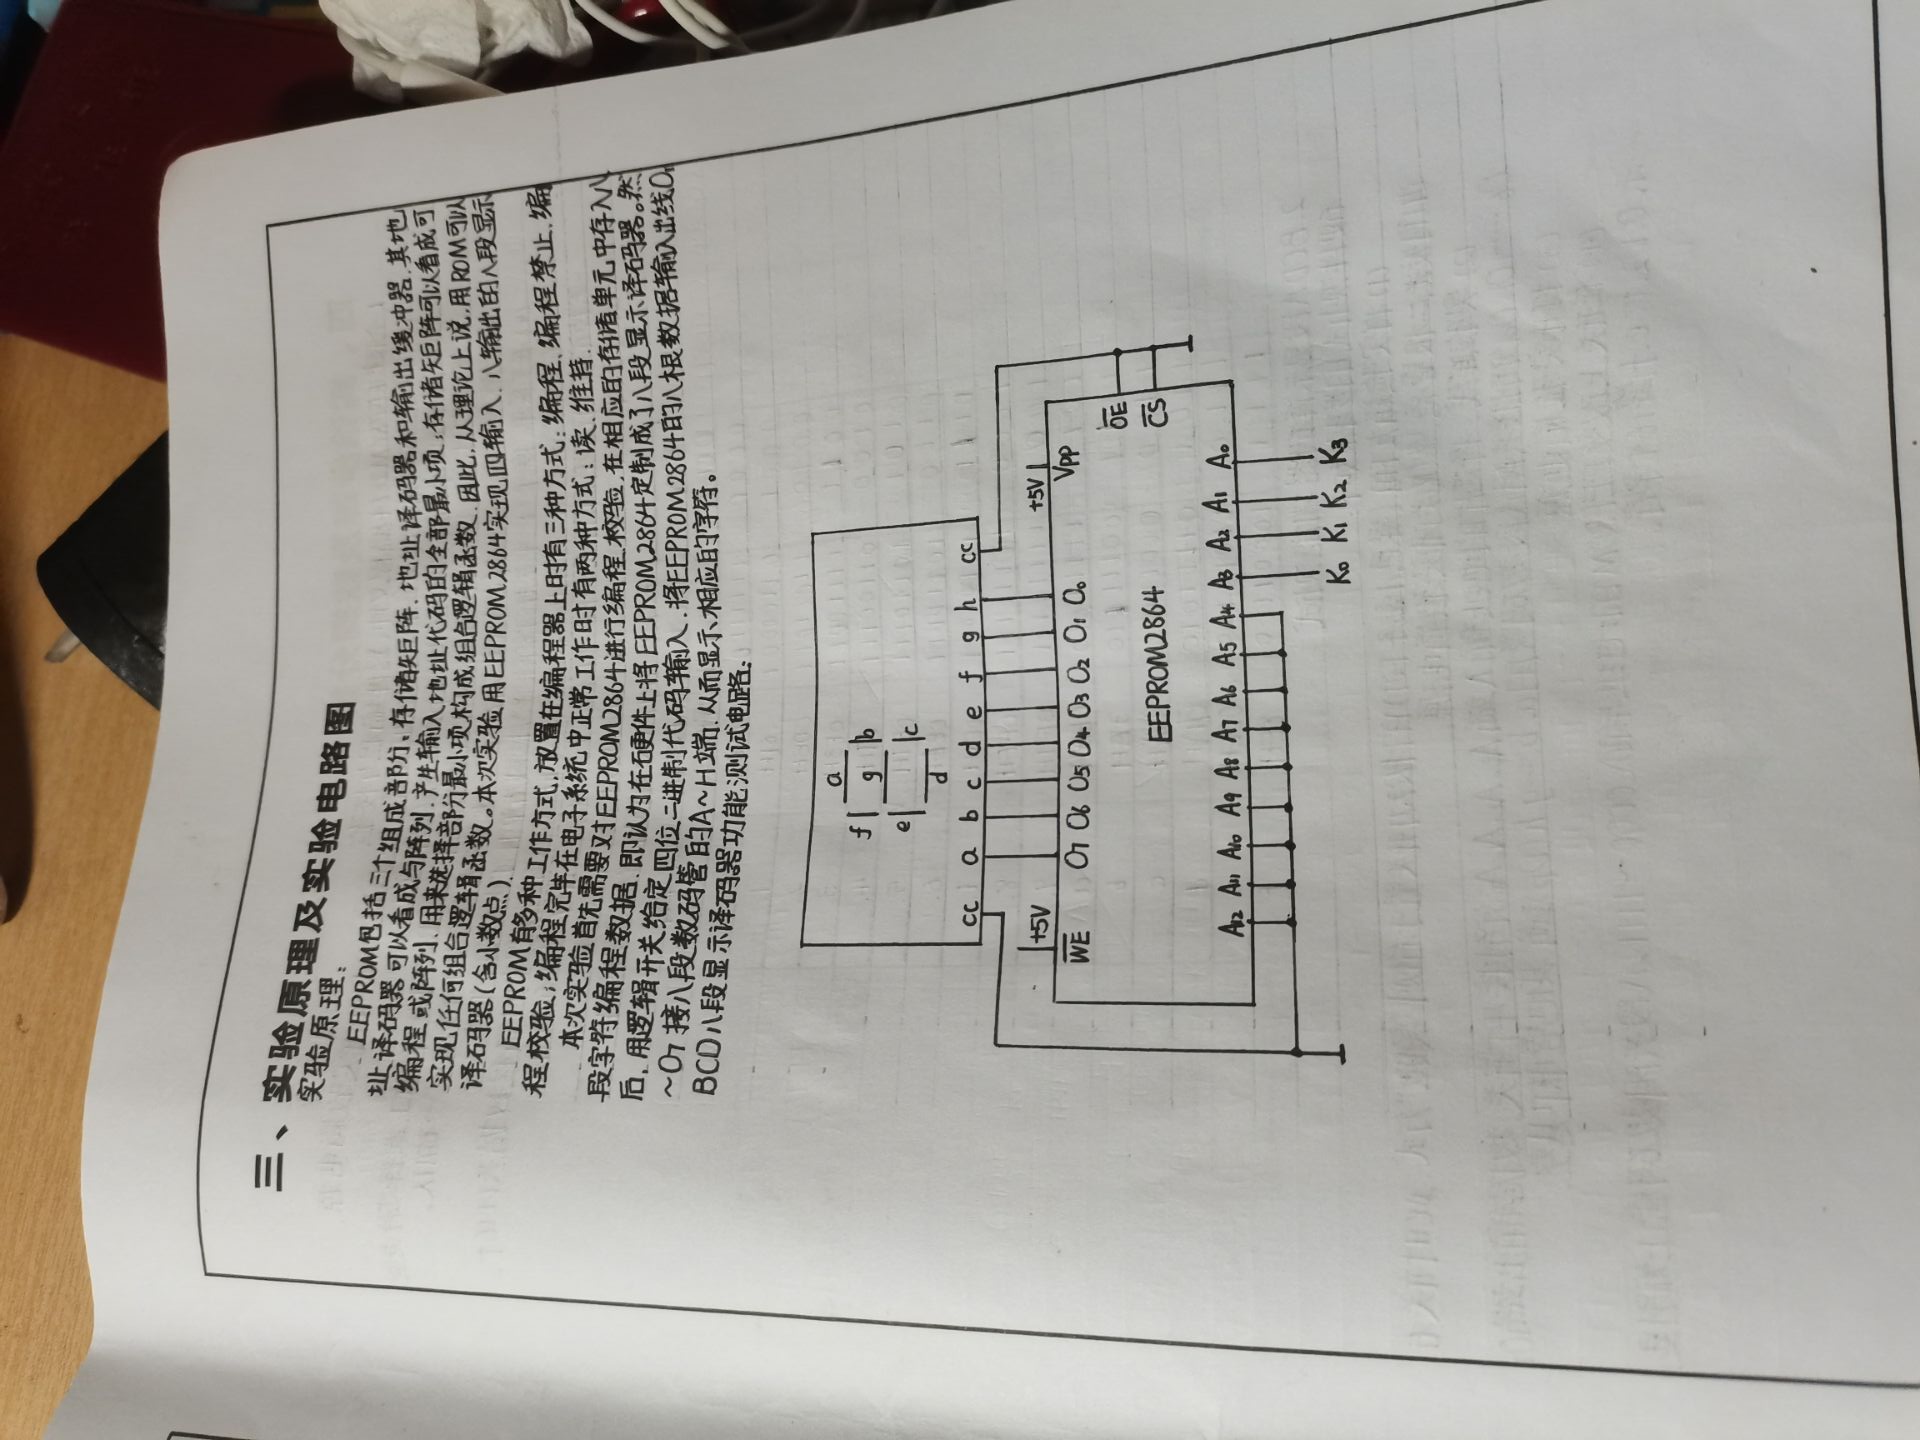 三、实验原理及实验电路图
实验原理:
EEPROM包括三个组成部分、存储矩阵、地址译码器和输出缓冲器.其地
址译码器可以看成与阵列.产生输入地址代码的全部最小项;存储矩阵可以看成可
编程或阵列.用来选择部分最小项构成组合逻辑函数.因此.从理论上说.用ROM可以
实现任何组合逻辑函数。本次实验用EEPROM2864实现四输入、八输出的八段显示
译码器(含小数点)
EEPROM有多种工作方式.放置在编程器上时有三种方式:编程、编程禁止.编
程校验;编程完毕在电子系统中正常工作时有两种方式:读、维持.
本次实验首先需要对EEPROM2864进行编程.校验.在相应的存储单元中存入八
段字符编程数据.即认为在硬件上将EEPROM2864定制成了八段显示译码器。然
后.用逻辑开关给定四位二进制代码输入.将EEPROM2864的八根数据输入出线O₀
~O₇接八段数码管的A~H端.从而显示相应的字符。
BCD八段显示译码器功能测试电路:
a
f g b
e c
d
cc a b c d e f g h cc
+5V +5V
WE O₇ O₆ O₅ O₄ O₃ O₂ O₁ O₀ Vpp
OE
EEPROM2864
CS
A₁₂ A₁₁ A₁₀ A₉ A₈ A₇ A₆ A₅ A₄ A₃ A₂ A₁ A₀
K₀ K₁ K₂ K₃